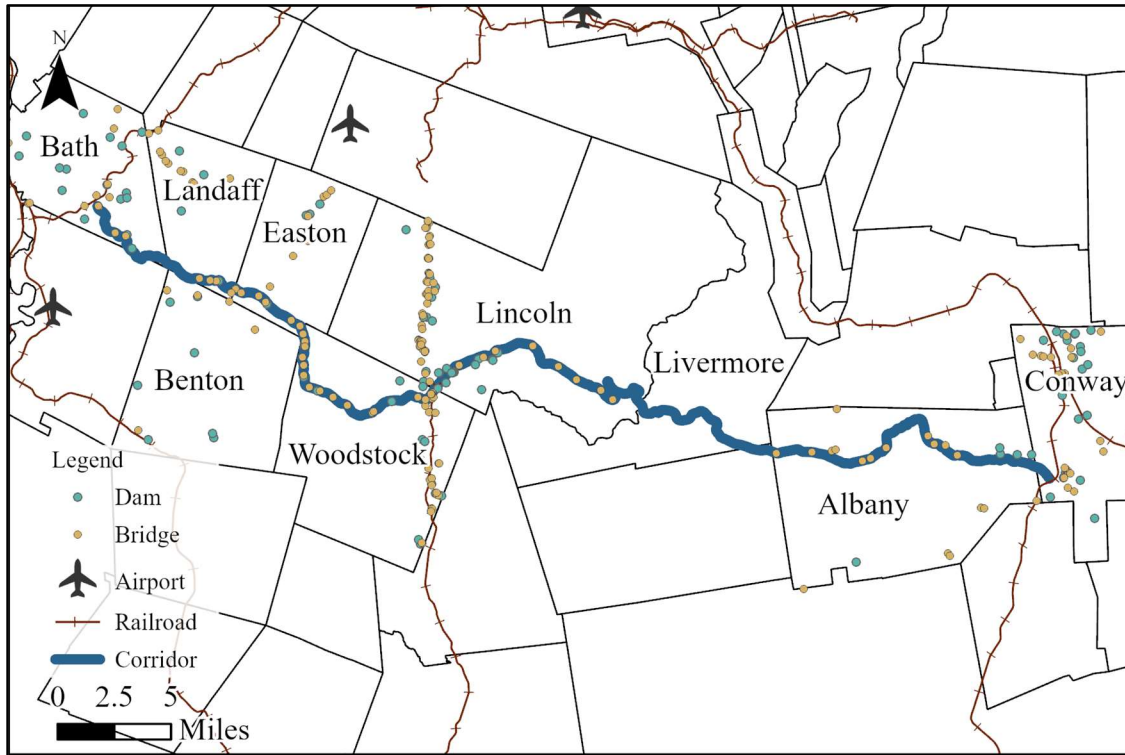 N
Bath
Landaff
Easton
Lincoln
Livermore
Conway
Benton
Woodstock
Albany
Legend
Dam
Bridge
Airport
Railroad
Corridor
0 2.5 5
Miles